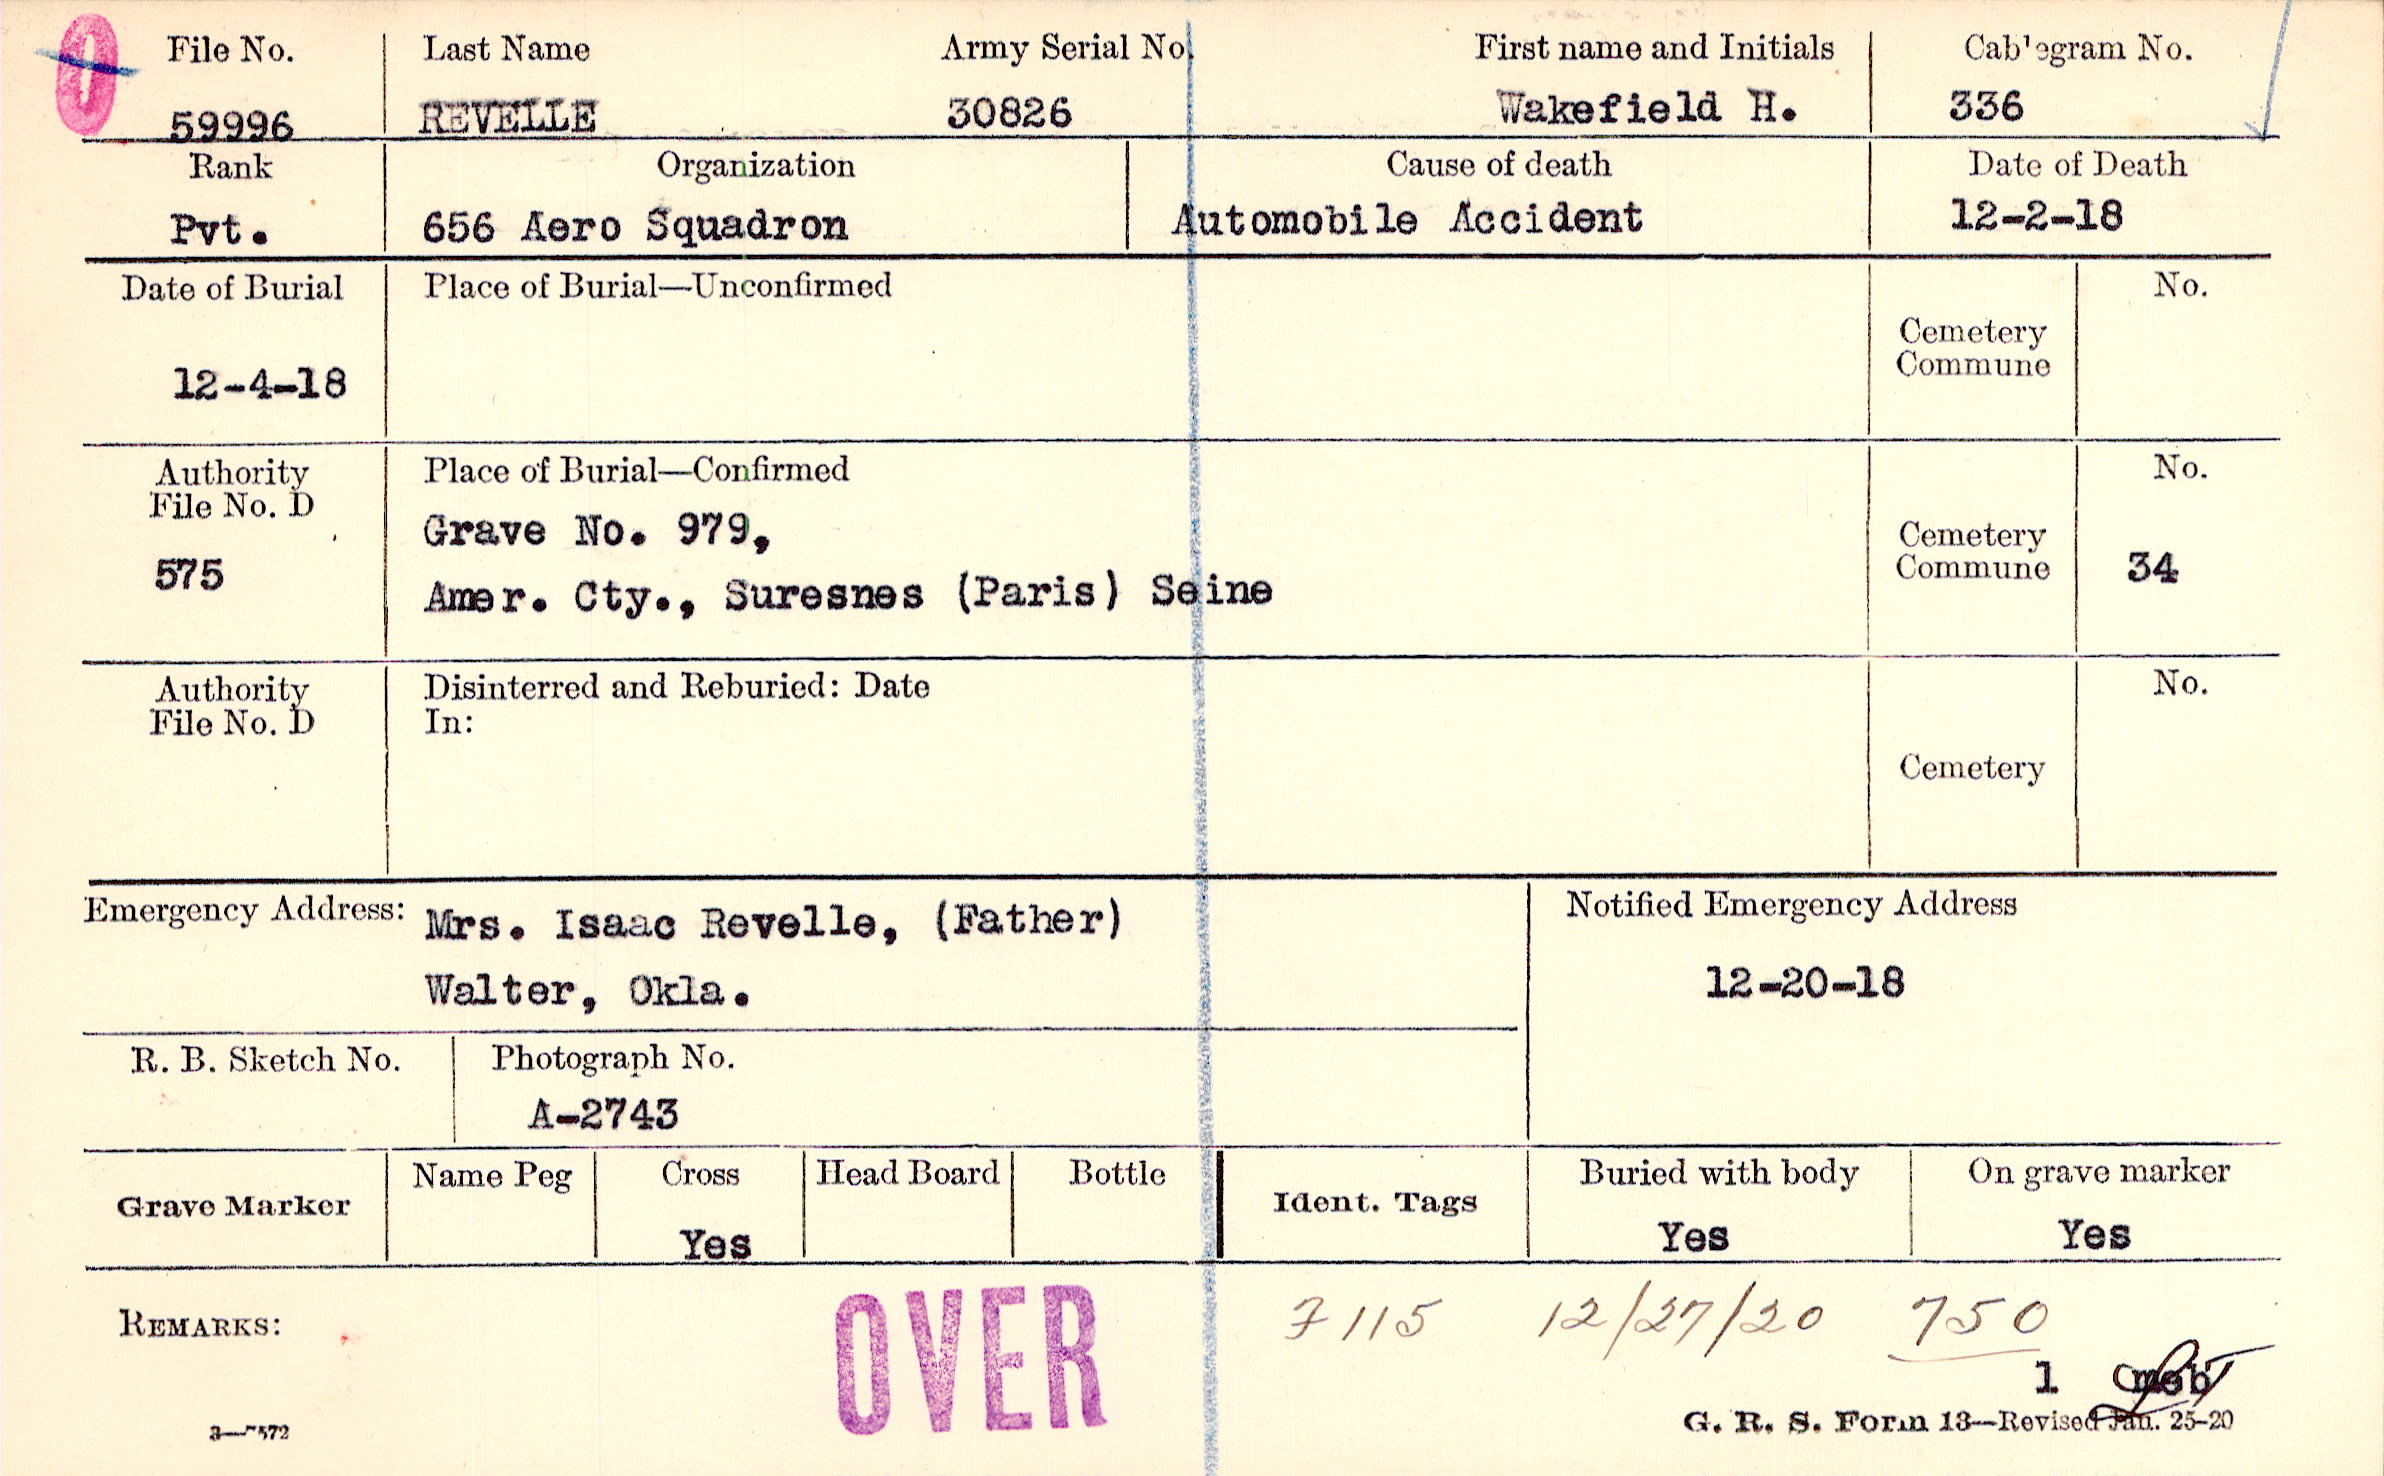 0
File No. Last Name Army Serial No. First name and Initials Cablegram No.
59996 REVELLE 30826 Wakefield H. 336
Rank Organization Cause of death Date of Death
Pvt. 656 Aero Squadron Automobile Accident 12-2-18
Date of Burial Place of Burial—Unconfirmed No.
Cemetery
Commune
12-4-18
Authority Place of Burial—Confirmed No.
File No. D
Grave No. 979,
Cemetery
575 Commune 34
Amer. Cty., Suresnes (Paris) Seine
Authority Disinterred and Reburied: Date No.
File No. D In:
Cemetery
Emergency Address: Mrs. Isaac Revelle, (Father) Notified Emergency Address
Walter, Okla. 12-20-18
R. B. Sketch No. Photograph No.
A-2743
Grave Marker Name Peg Cross Head Board Bottle Ident. Tags Buried with body On grave marker
Yes Yes Yes
REMARKS: OVER 7115 12/27/20 750
1
3—7572 G. R. S. Form 13—Revised Jan. 25-20